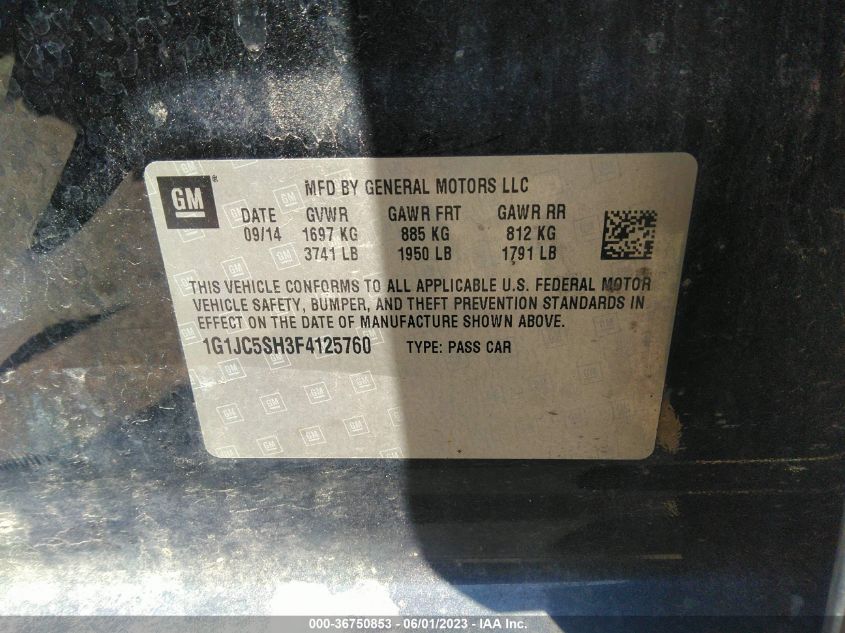 GM ®
MFD BY GENERAL MOTORS LLC
DATE GVWR GAWR FRT GAWR RR
09/14 1697 KG 885 KG 812 KG
3741 LB 1950 LB 1791 LB
THIS VEHICLE CONFORMS TO ALL APPLICABLE U.S. FEDERAL MOTOR
VEHICLE SAFETY, BUMPER, AND THEFT PREVENTION STANDARDS IN
EFFECT ON THE DATE OF MANUFACTURE SHOWN ABOVE.
1G1JC5SH3F4125760 TYPE: PASS CAR
000-36750853 - 06/01/2023 - IAA Inc.